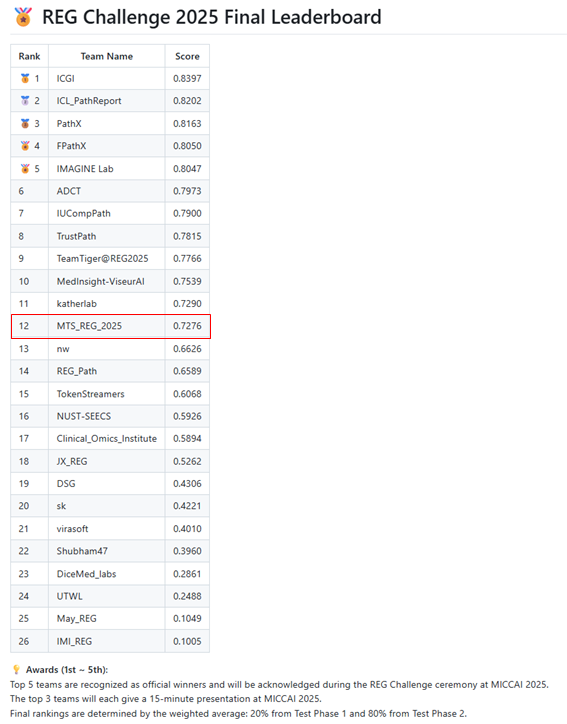 REG Challenge 2025 Final Leaderboard
Rank Team Name Score
1 ICGI 0.8397
2 ICL_PathReport 0.8202
3 PathX 0.8163
4 FPathX 0.8050
5 IMAGINE Lab 0.8047
6 ADCT 0.7973
7 IUCompPath 0.7900
8 TrustPath 0.7815
9 TeamTiger@REG2025 0.7766
10 MedInsight-ViseurAI 0.7539
11 katherlab 0.7290
12 MTS_REG_2025 0.7276
13 nw 0.6626
14 REG_Path 0.6589
15 TokenStreamers 0.6068
16 NUST-SEECS 0.5926
17 Clinical_Omics_Institute 0.5894
18 JX_REG 0.5262
19 DSG 0.4306
20 sk 0.4221
21 virasoft 0.4010
22 Shubham47 0.3960
23 DiceMed_labs 0.2861
24 UTWL 0.2488
25 May_REG 0.1049
26 IMI_REG 0.1005
Awards (1st ~ 5th):
Top 5 teams are recognized as official winners and will be acknowledged during the REG Challenge ceremony at MICCAI 2025.
The top 3 teams will each give a 15-minute presentation at MICCAI 2025.
Final rankings are determined by the weighted average: 20% from Test Phase 1 and 80% from Test Phase 2.